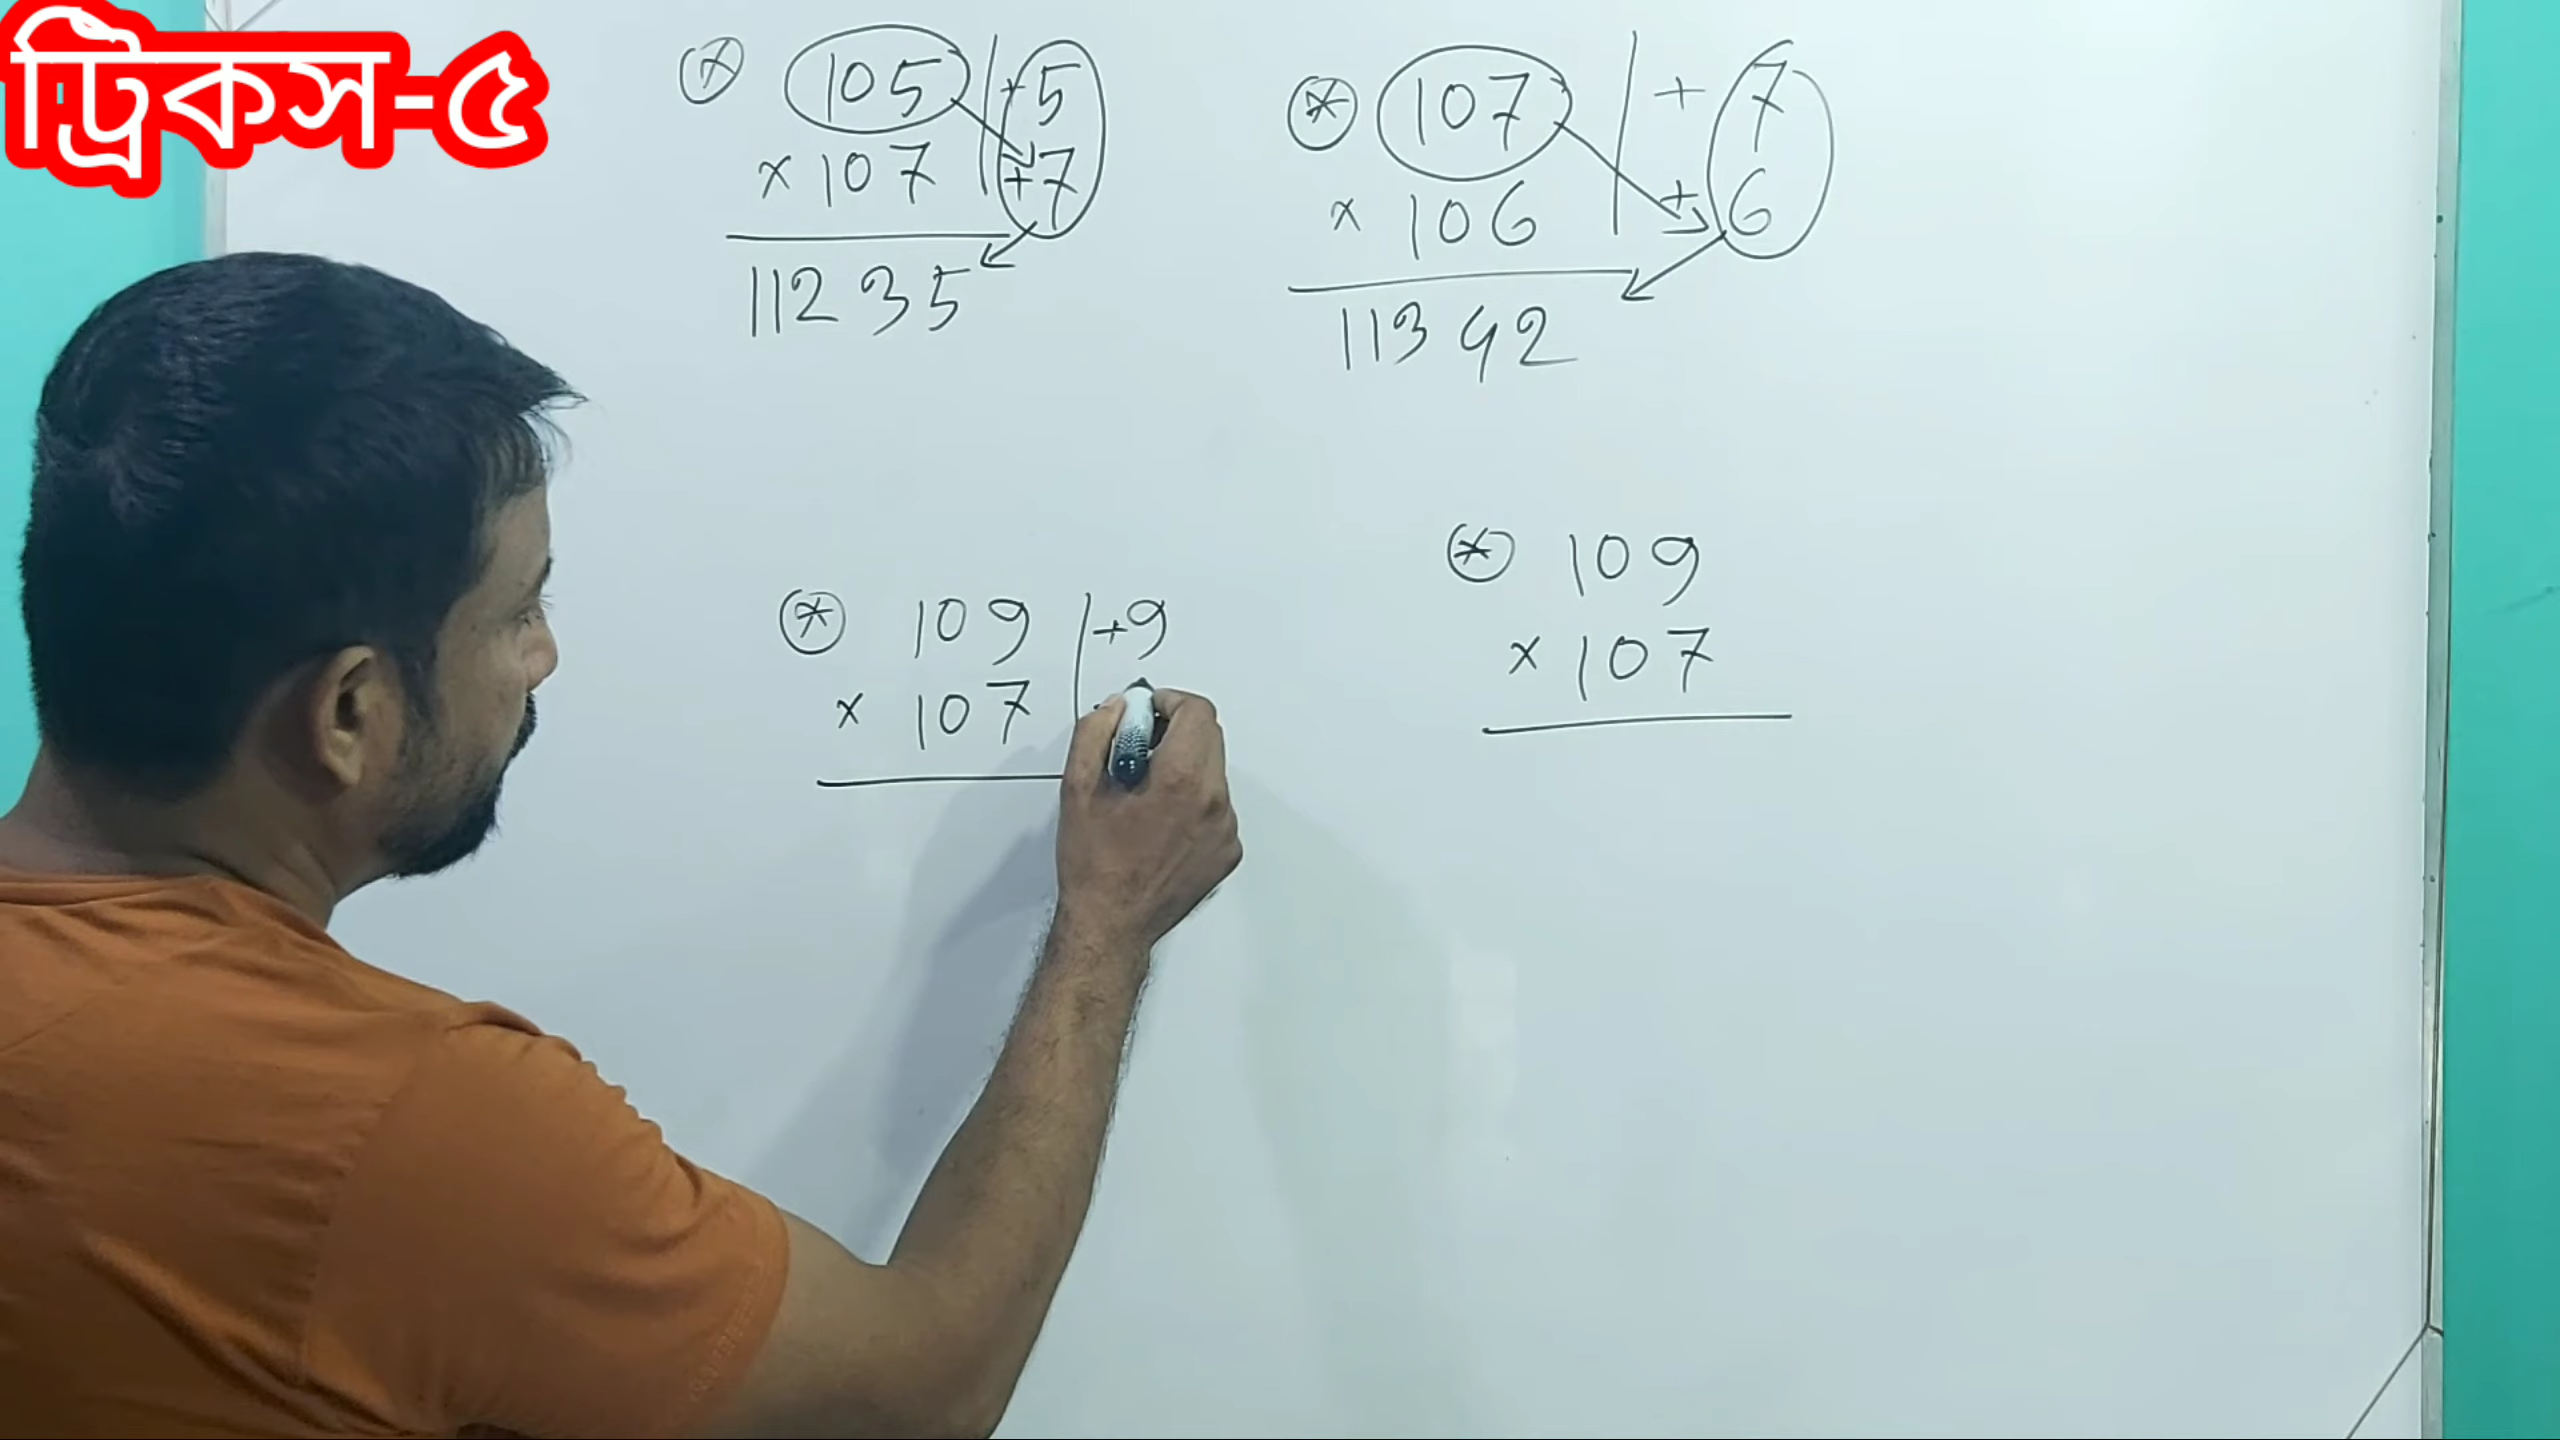 ট্রিকস-৫
* 105 | +5
× 107 | +7
11235
* 107 | + 7
× 106 | + 6
11342
* 109 | +9
× 107
* 109
× 107